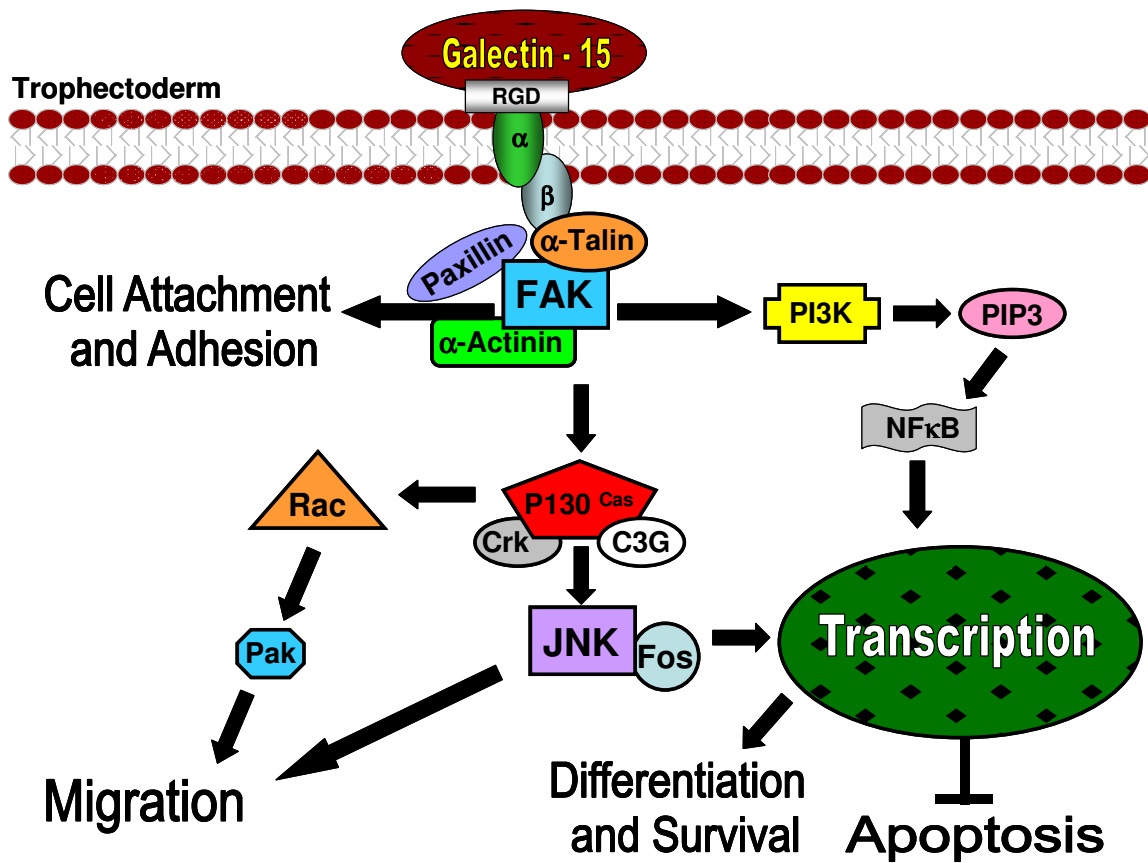 Galectin - 15
Trophectoderm
RGD
α
β
Paxillin
α-Talin
FAK
Cell Attachment
and Adhesion
α-Actinin
PI3K
PIP3
NFκB
Rac
P130 Cas
Crk
C3G
JNK
Fos
Pak
Transcription
Migration
Differentiation
and Survival
Apoptosis